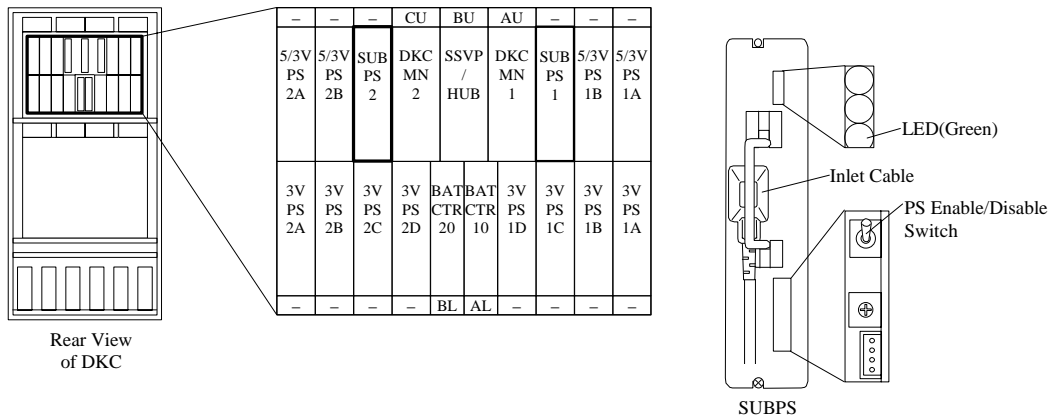 – – – CU BU AU – – –
5/3V PS 2A
5/3V PS 2B
SUB PS 2
DKC MN 2
SSVP / HUB
DKC MN 1
SUB PS 1
5/3V PS 1B
5/3V PS 1A
3V PS 2A
3V PS 2B
3V PS 2C
3V PS 2D
BAT CTR 20
BAT CTR 10
3V PS 1D
3V PS 1C
3V PS 1B
3V PS 1A
– – – – BL AL – – – –
Rear View
of DKC
LED(Green)
Inlet Cable
PS Enable/Disable
Switch
SUBPS